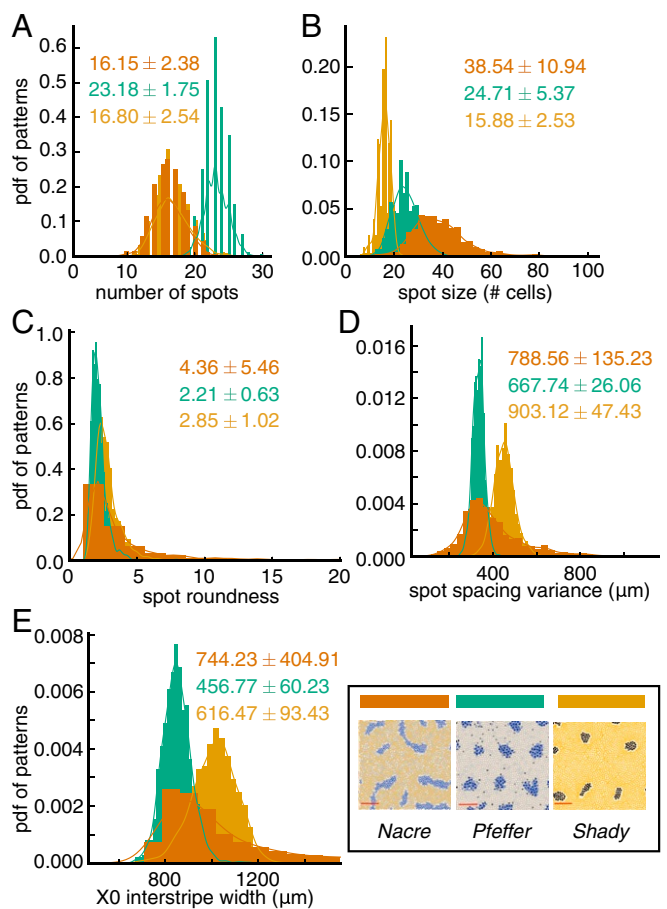 A
pdf of patterns
0.6
0.5
0.4
0.3
0.2
0.1
0.0
16.15 ± 2.38
23.18 ± 1.75
16.80 ± 2.54
0 10 20 30
number of spots
B
0.20
0.15
0.10
0.05
0.00
38.54 ± 10.94
24.71 ± 5.37
15.88 ± 2.53
0 20 40 60 80 100
spot size (# cells)
C
pdf of patterns
1.0
0.8
0.6
0.4
0.2
0.0
4.36 ± 5.46
2.21 ± 0.63
2.85 ± 1.02
0 5 10 15 20
spot roundness
D
0.016
0.012
0.008
0.004
0.000
788.56 ± 135.23
667.74 ± 26.06
903.12 ± 47.43
400 800
spot spacing variance (μm)
E
pdf of patterns
0.008
0.006
0.004
0.002
0.000
744.23 ± 404.91
456.77 ± 60.23
616.47 ± 93.43
800 1200
X0 interstripe width (μm)
Nacre Pfeffer Shady